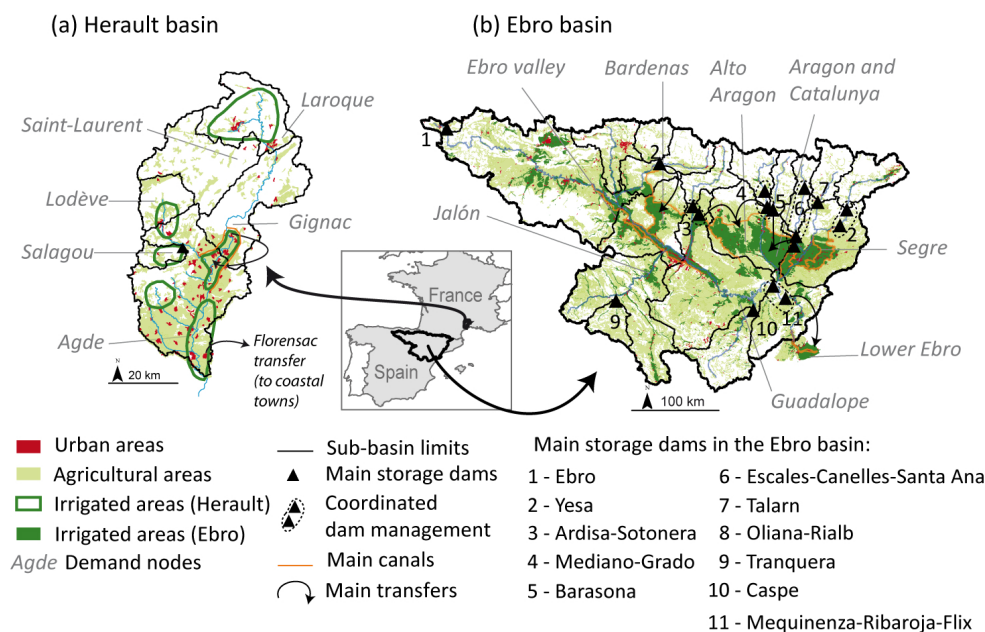 (a) Herault basin
Laroque
Saint-Laurent
Lodève
Gignac
Salagou
Agde
Florensac
transfer
(to coastal
towns)
N
20 km
France
Spain
(b) Ebro basin
Ebro valley
Bardenas
Alto
Aragon
Aragon and
Catalunya
1
2
3
4
5
6
7
2
Jalón
Segre
9
10
11
Lower Ebro
Guadalope
N
100 km
Urban areas
Agricultural areas
Irrigated areas (Herault)
Irrigated areas (Ebro)
Agde Demand nodes
Sub-basin limits
Main storage dams
Coordinated
dam management
Main canals
Main transfers
Main storage dams in the Ebro basin:
1 - Ebro
2 - Yesa
3 - Ardisa-Sotonera
4 - Mediano-Grado
5 - Barasona
6 - Escales-Canelles-Santa Ana
7 - Talarn
8 - Oliana-Rialb
9 - Tranquera
10 - Caspe
11 - Mequinenza-Ribaroja-Flix